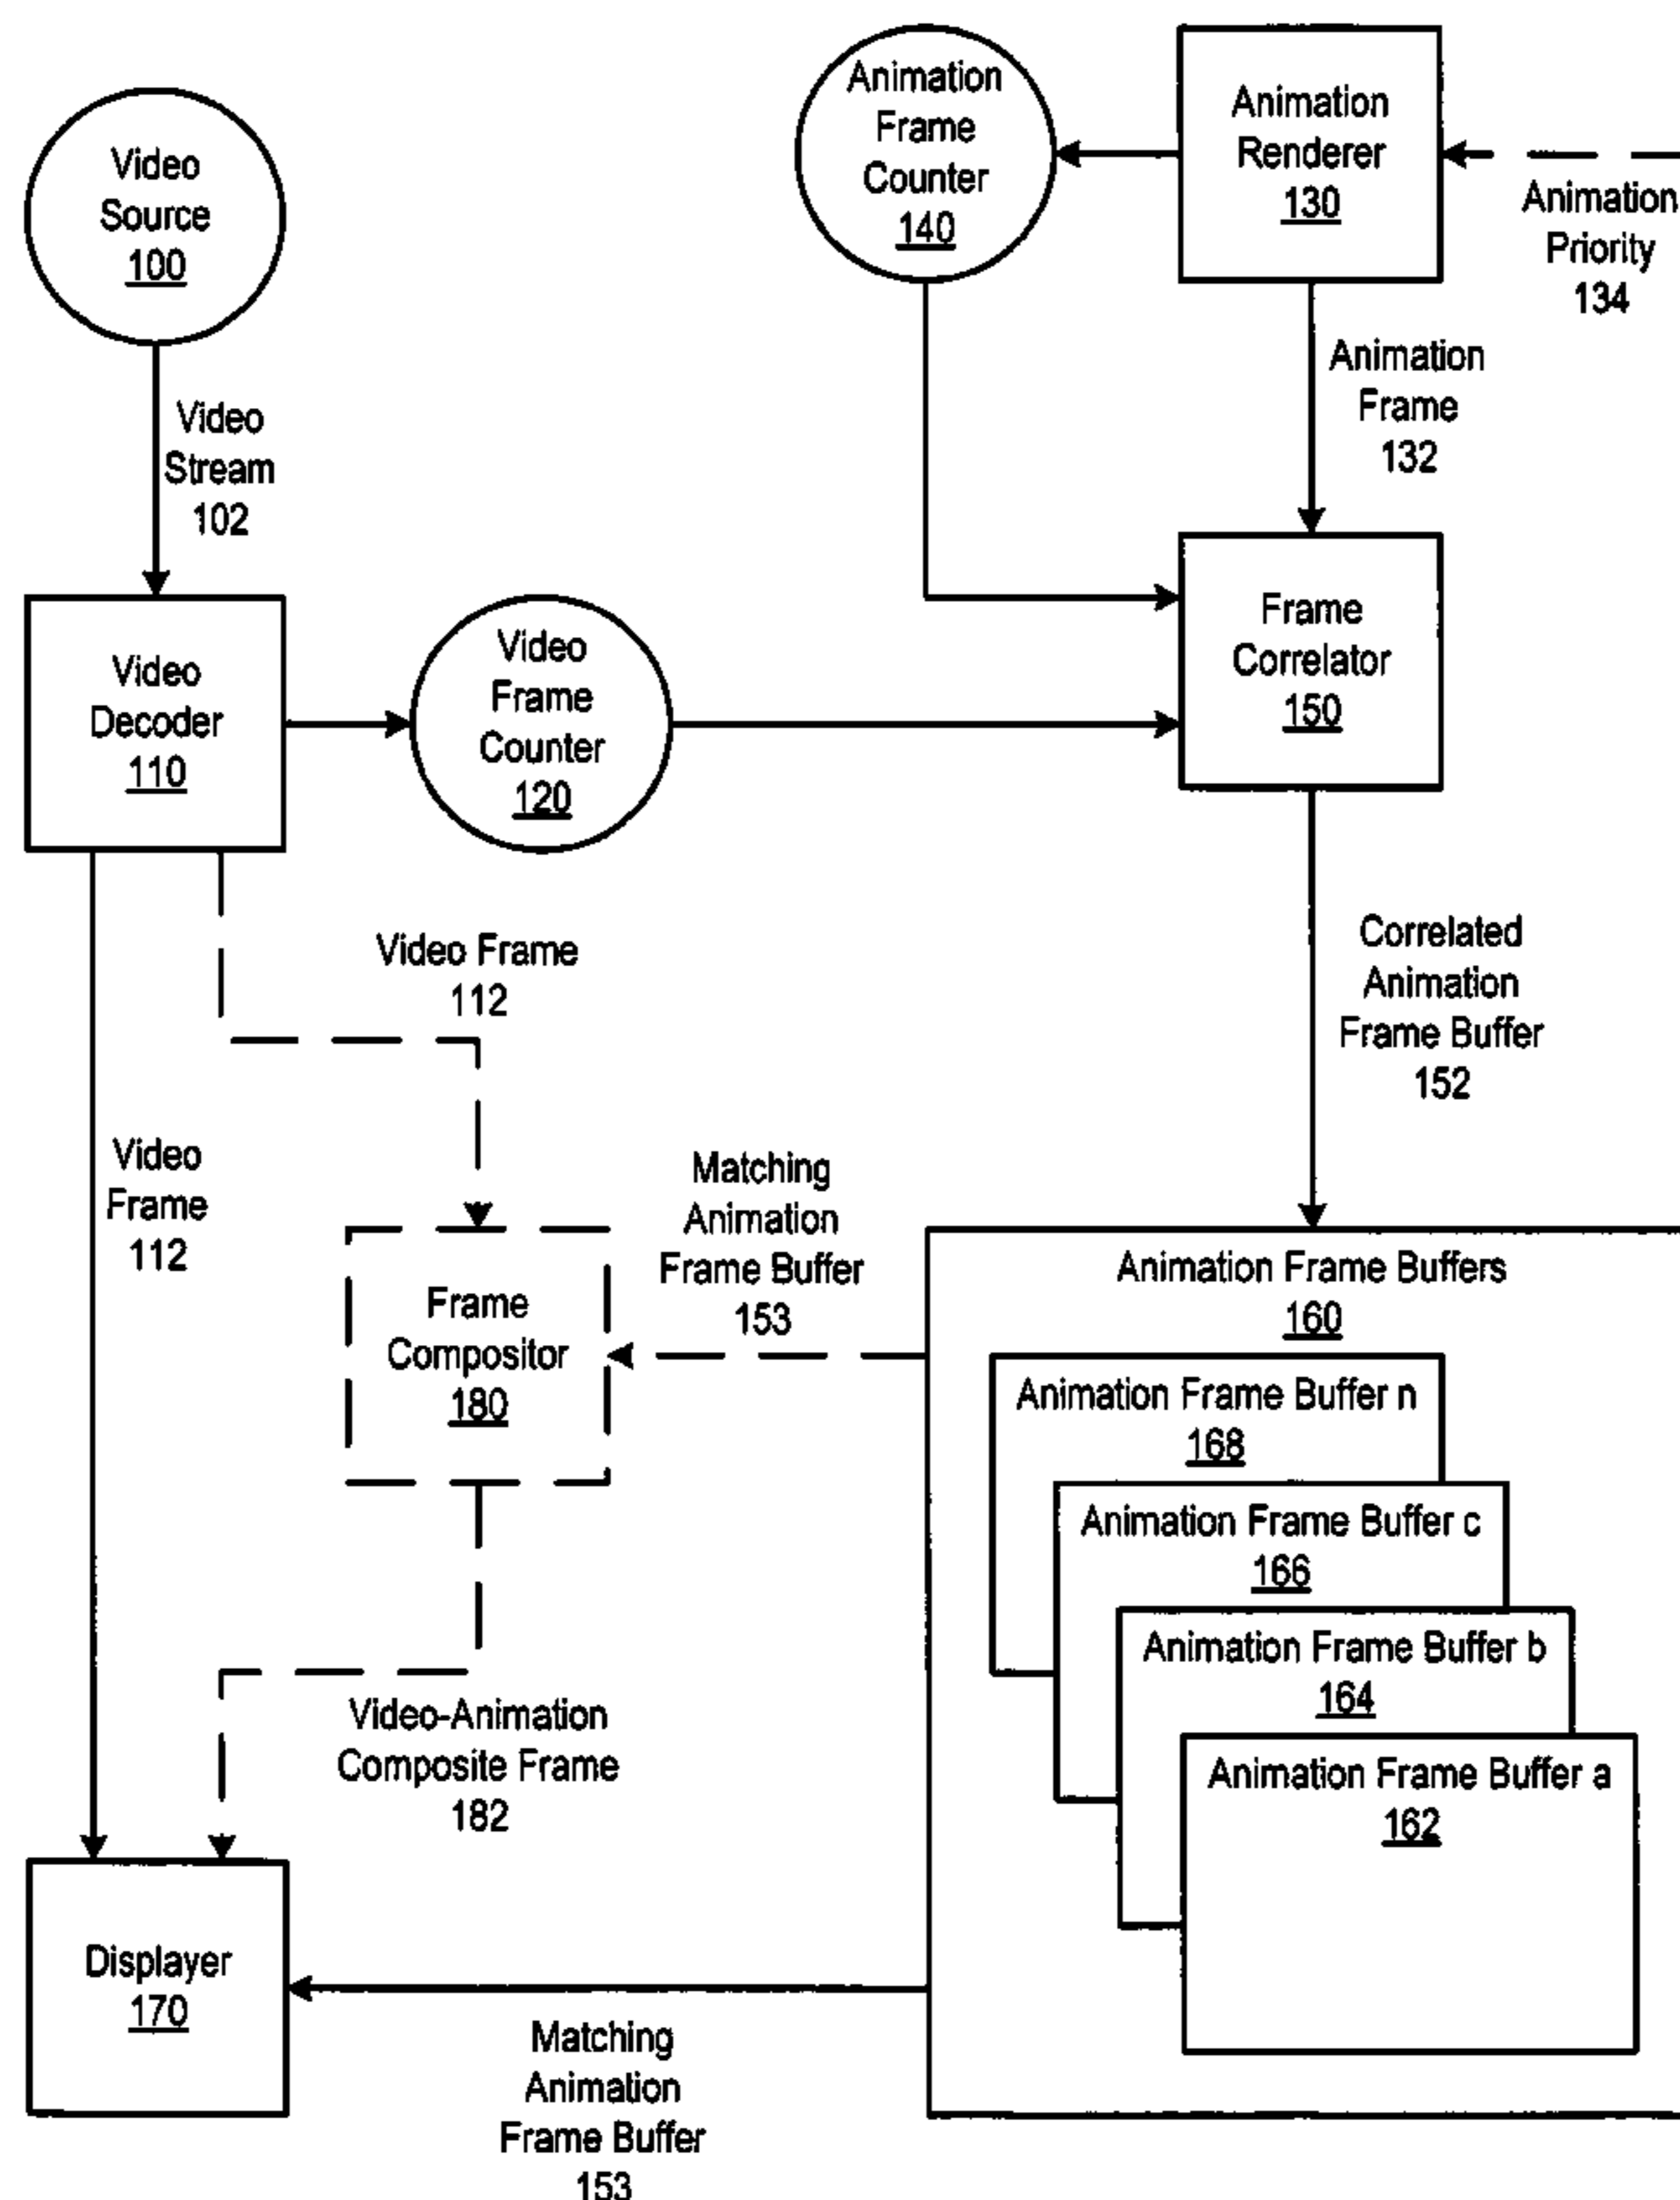 Video
Source
100
Video
Stream
102
Video
Decoder
110
Video
Frame
Counter
120
Animation
Frame
Counter
140
Animation
Renderer
130
Animation
Priority
134
Animation
Frame
132
Frame
Correlator
150
Correlated
Animation
Frame Buffer
152
Video Frame
112
Video
Frame
112
Matching
Animation
Frame Buffer
153
Frame
Compositor
180
Animation Frame Buffers
160
Animation Frame Buffer n
168
Animation Frame Buffer c
166
Animation Frame Buffer b
164
Animation Frame Buffer a
162
Video-Animation
Composite Frame
182
Displayer
170
Matching
Animation
Frame Buffer
153